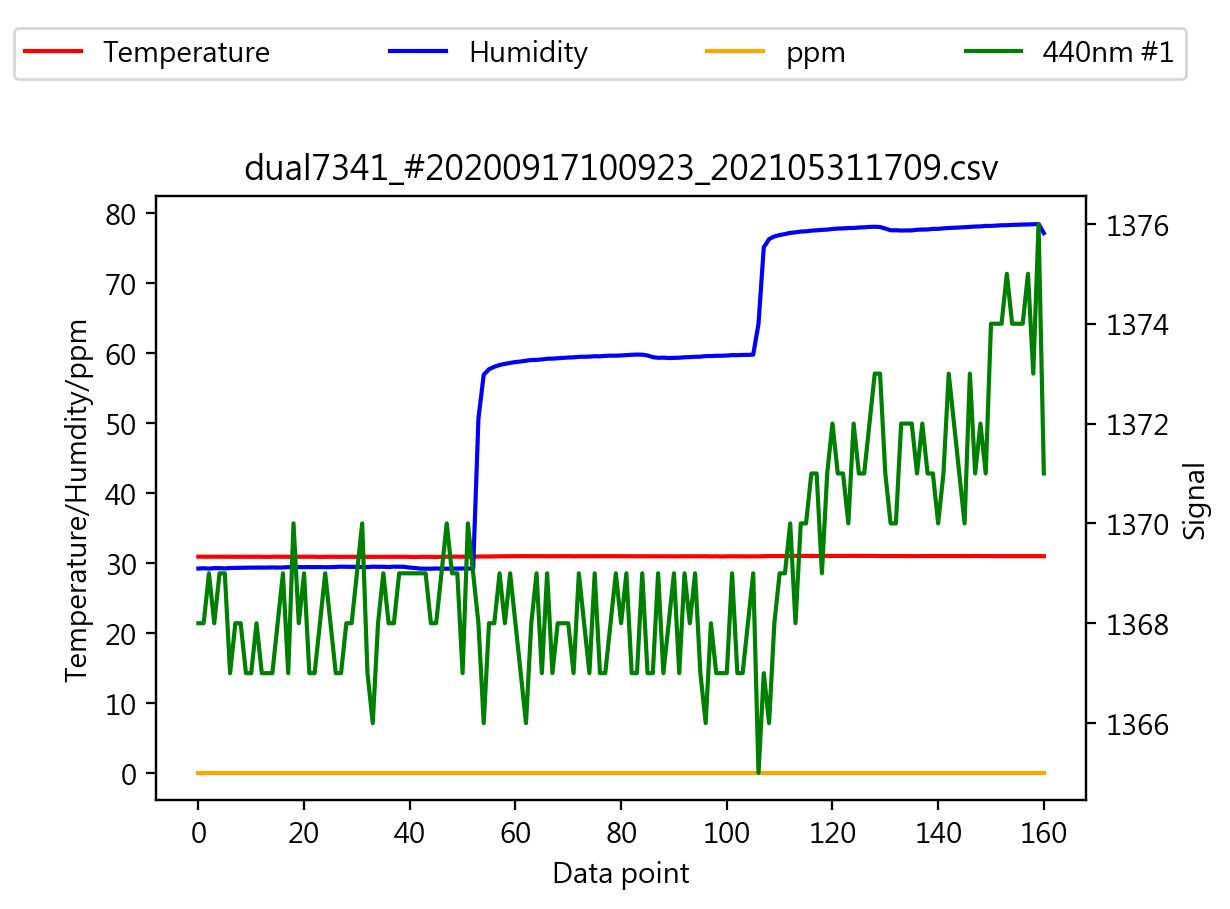 Temperature Humidity ppm 440nm #1
dual7341_#20200917100923_202105311709.csv
Temperature/Humdity/ppm
80
70
60
50
40
30
20
10
0
1376
1374
1372
1370
1368
1366
Signal
0 20 40 60 80 100 120 140 160
Data point